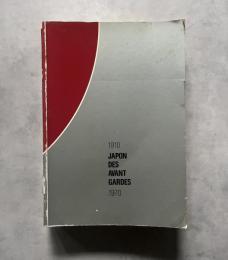 1910
JAPON
DES
AVANT
GARDES
1970